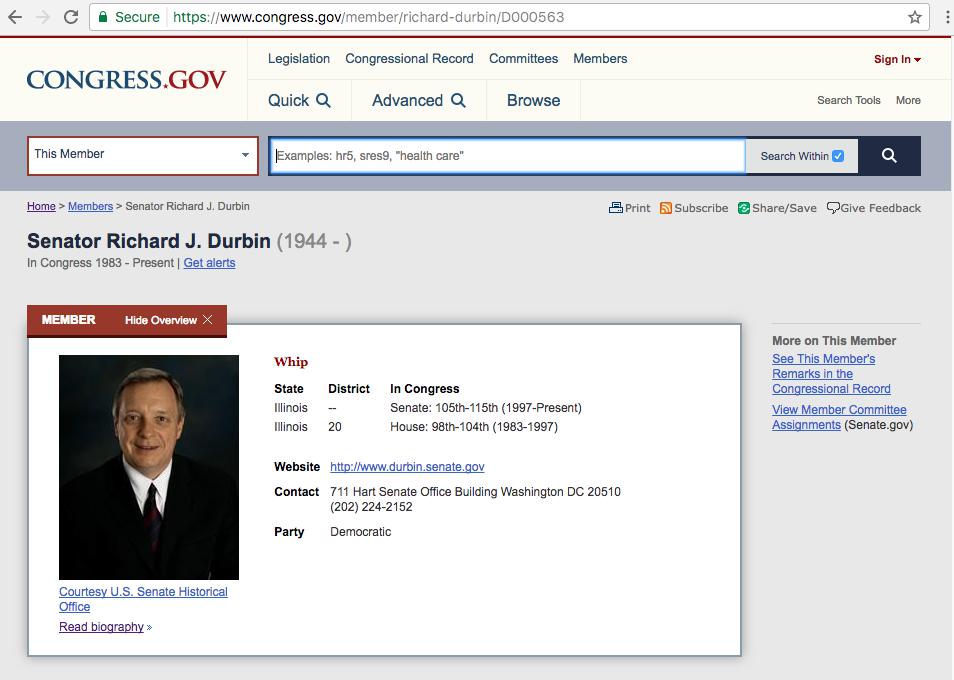 Secure https://www.congress.gov/member/richard-durbin/D000563
Legislation Congressional Record Committees Members
Sign In
CONGRESS.GOV
Quick Advanced Browse
Search Tools More
This Member
Examples: hr5, sres9, "health care"
Search Within
Home > Members > Senator Richard J. Durbin
Print Subscribe Share/Save Give Feedback
Senator Richard J. Durbin (1944 - )
In Congress 1983 - Present | Get alerts
MEMBER Hide Overview
Whip
State District In Congress
Illinois -- Senate: 105th-115th (1997-Present)
Illinois 20 House: 98th-104th (1983-1997)
Website http://www.durbin.senate.gov
Contact 711 Hart Senate Office Building Washington DC 20510
(202) 224-2152
Party Democratic
Courtesy U.S. Senate Historical
Office
Read biography »
More on This Member
See This Member's
Remarks in the
Congressional Record
View Member Committee
Assignments (Senate.gov)